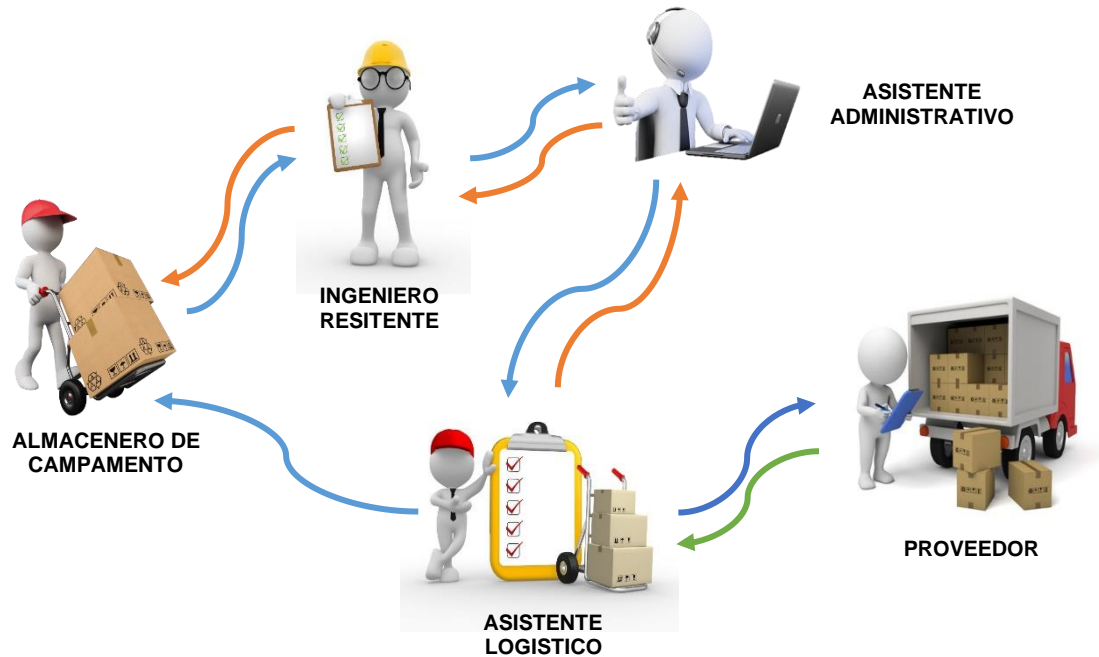 ASISTENTE
ADMINISTRATIVO
INGENIERO
RESITENTE
ALMACENERO DE
CAMPAMENTO
PROVEEDOR
ASISTENTE
LOGISTICO